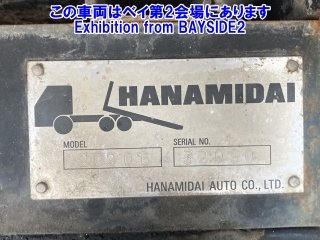 この車両はベイ第2会場にあります
Exhibition from BAYSIDE2
HANAMIDAI
MODEL
SERIAL NO.
HANAMIDAI AUTO CO., LTD.